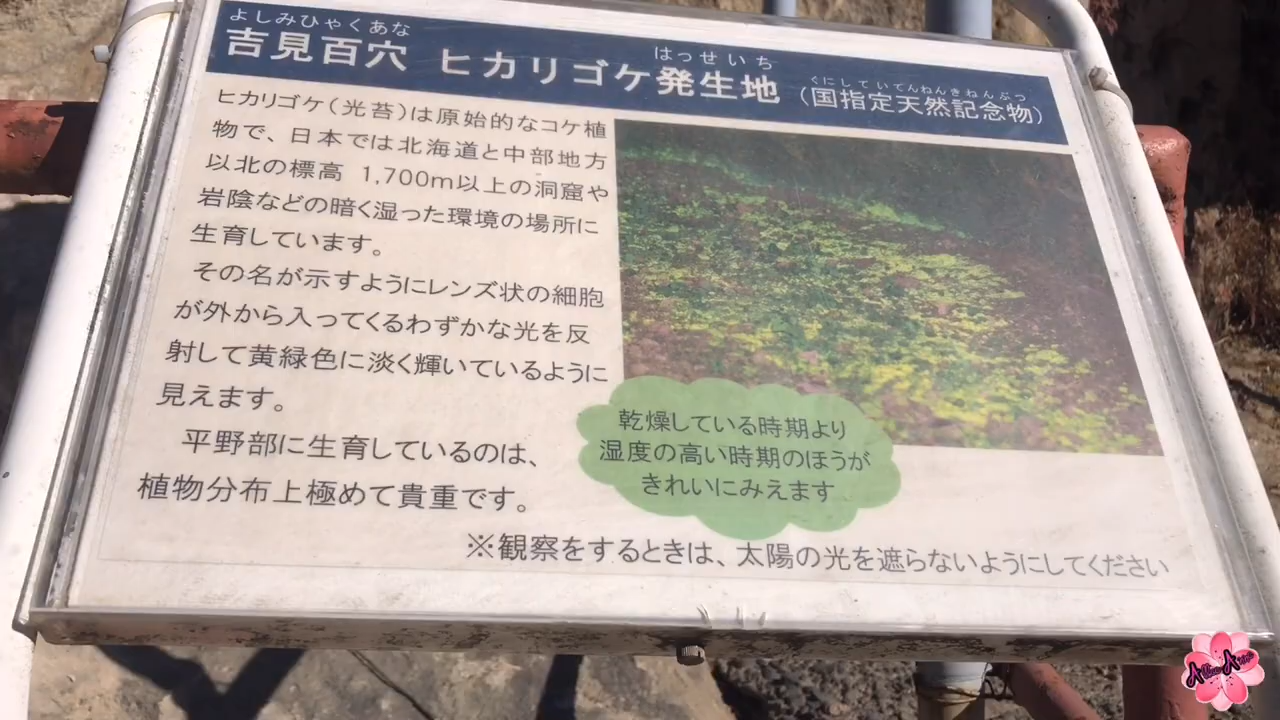 よしみひゃくあな
吉見百穴 ヒカリゴケ発生地 (国指定天然記念物)
はっせいち
くにしていてんねんきねんぶつ
ヒカリゴケ(光苔)は原始的なコケ植
物で、日本では北海道と中部地方
以北の標高 1,700m以上の洞窟や
岩陰などの暗く湿った環境の場所に
生育しています。
その名が示すようにレンズ状の細胞
が外から入ってくるわずかな光を反
射して黄緑色に淡く輝いているように
見えます。
平野部に生育しているのは、
植物分布上極めて貴重です。
乾燥している時期より
湿度の高い時期のほうが
きれいにみえます
※観察をするときは、太陽の光を遮らないようにしてください